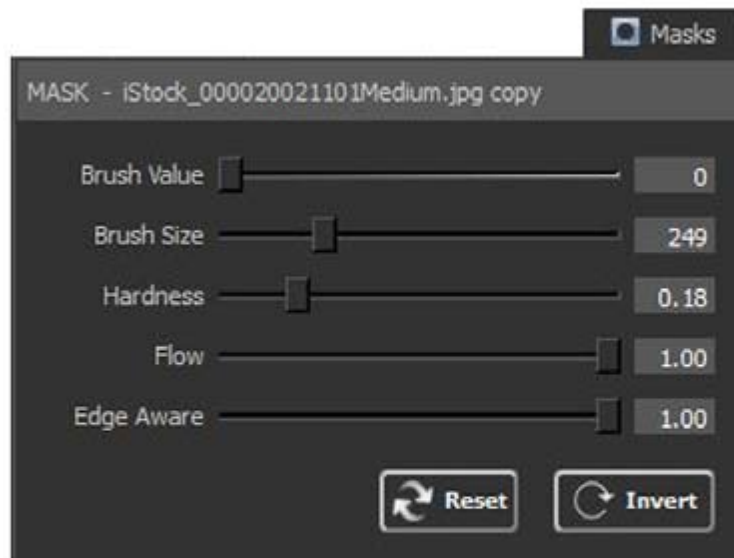 Masks
MASK - iStock_000020021101Medium.jpg copy
Brush Value 0
Brush Size 249
Hardness 0.18
Flow 1.00
Edge Aware 1.00
Reset Invert